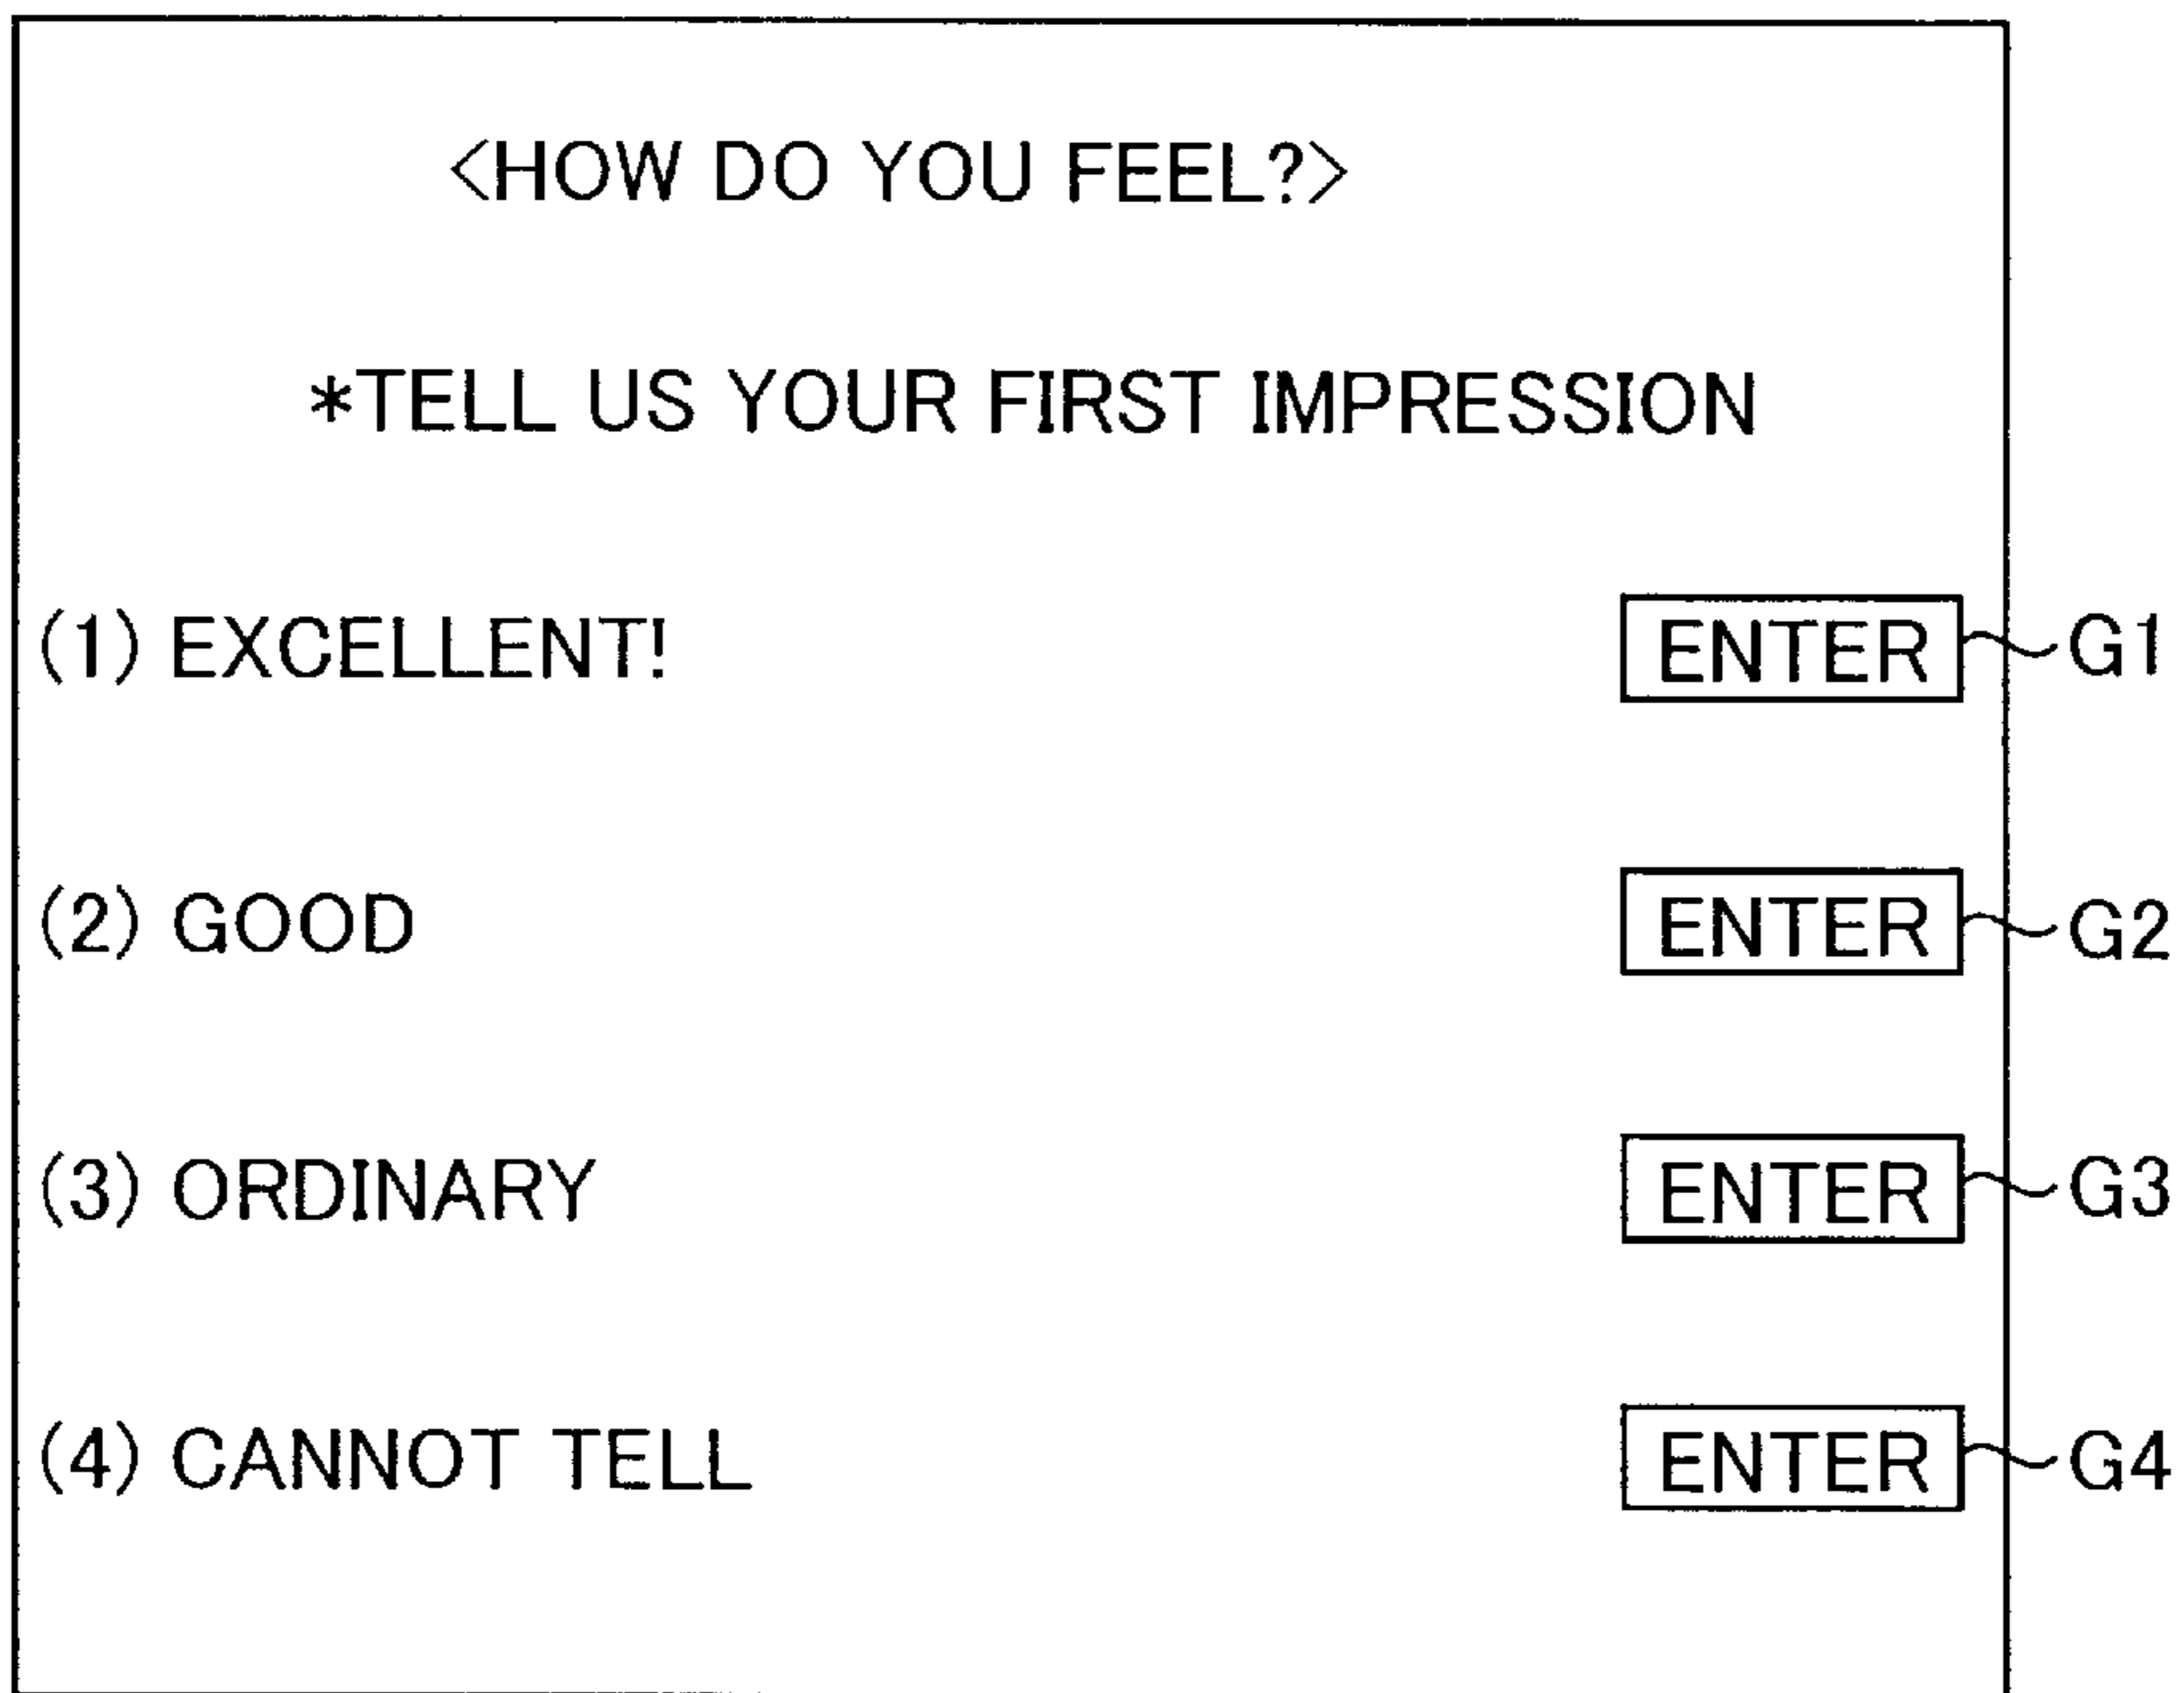 <HOW DO YOU FEEL?>
*TELL US YOUR FIRST IMPRESSION
(1) EXCELLENT! ENTER G1
(2) GOOD ENTER G2
(3) ORDINARY ENTER G3
(4) CANNOT TELL ENTER G4